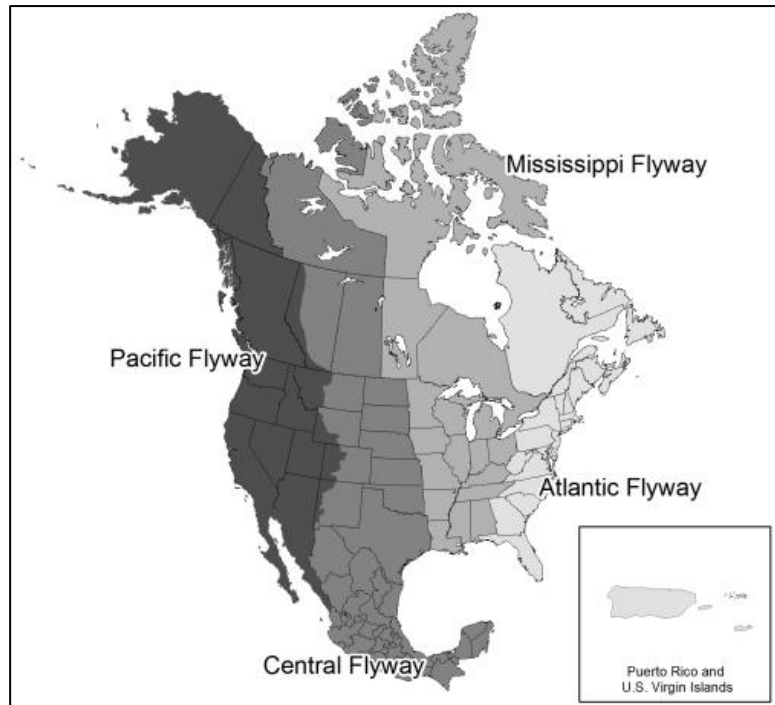 Mississippi Flyway
Pacific Flyway
Atlantic Flyway
Central Flyway
Puerto Rico and
U.S. Virgin Islands